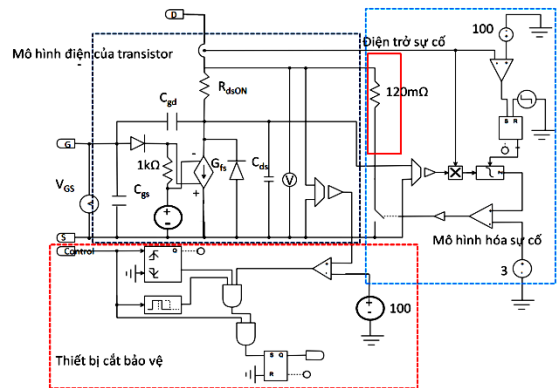 D
100
Mô hình điện của transistor
Điện trở sự cố
RdsON
120mΩ
Cgd
S R
G
1kΩ
Gfs
Cds
V
VGS
Cgs
S
Control
Mô hình hóa sự cố
3
100
Thiết bị cắt bảo vệ
S Q
R